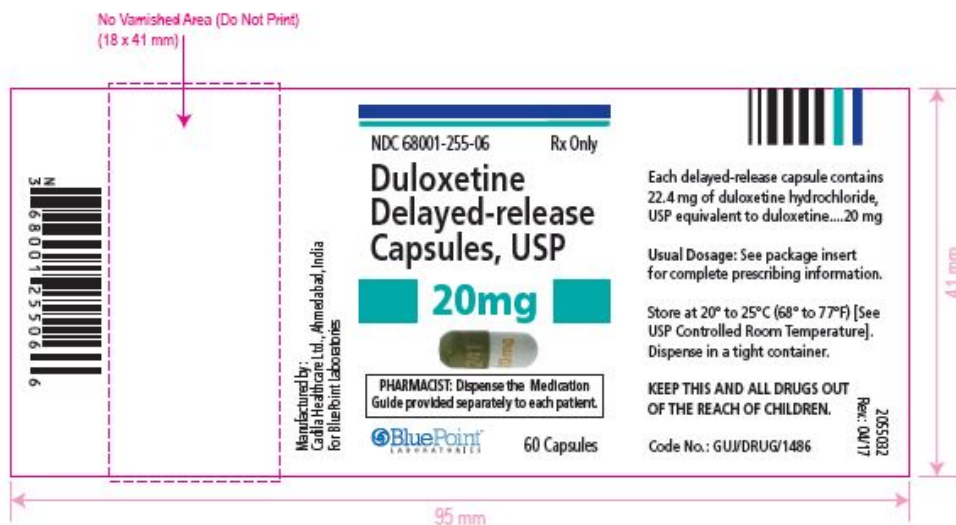 No Varnished Area (Do Not Print)
(18 x 41 mm)
N
3 68001 25506 6
Manufactured by:
Cadila Healthcare Ltd., Ahmedabad, India
For BluePoint Laboratories
NDC 68001-255-06 Rx Only
Duloxetine
Delayed-release
Capsules, USP
20mg
20 mg
PHARMACIST: Dispense the Medication
Guide provided separately to each patient.
BluePoint
LABORATORIES
60 Capsules
Each delayed-release capsule contains
22.4 mg of duloxetine hydrochloride,
USP equivalent to duloxetine....20 mg
Usual Dosage: See package insert
for complete prescribing information.
Store at 20° to 25°C (68° to 77°F) [See
USP Controlled Room Temperature].
Dispense in a tight container.
KEEP THIS AND ALL DRUGS OUT
OF THE REACH OF CHILDREN.
Code No.: GUJ/DRUG/1486
2055032
Rev.: 04/17
41 mm
95 mm